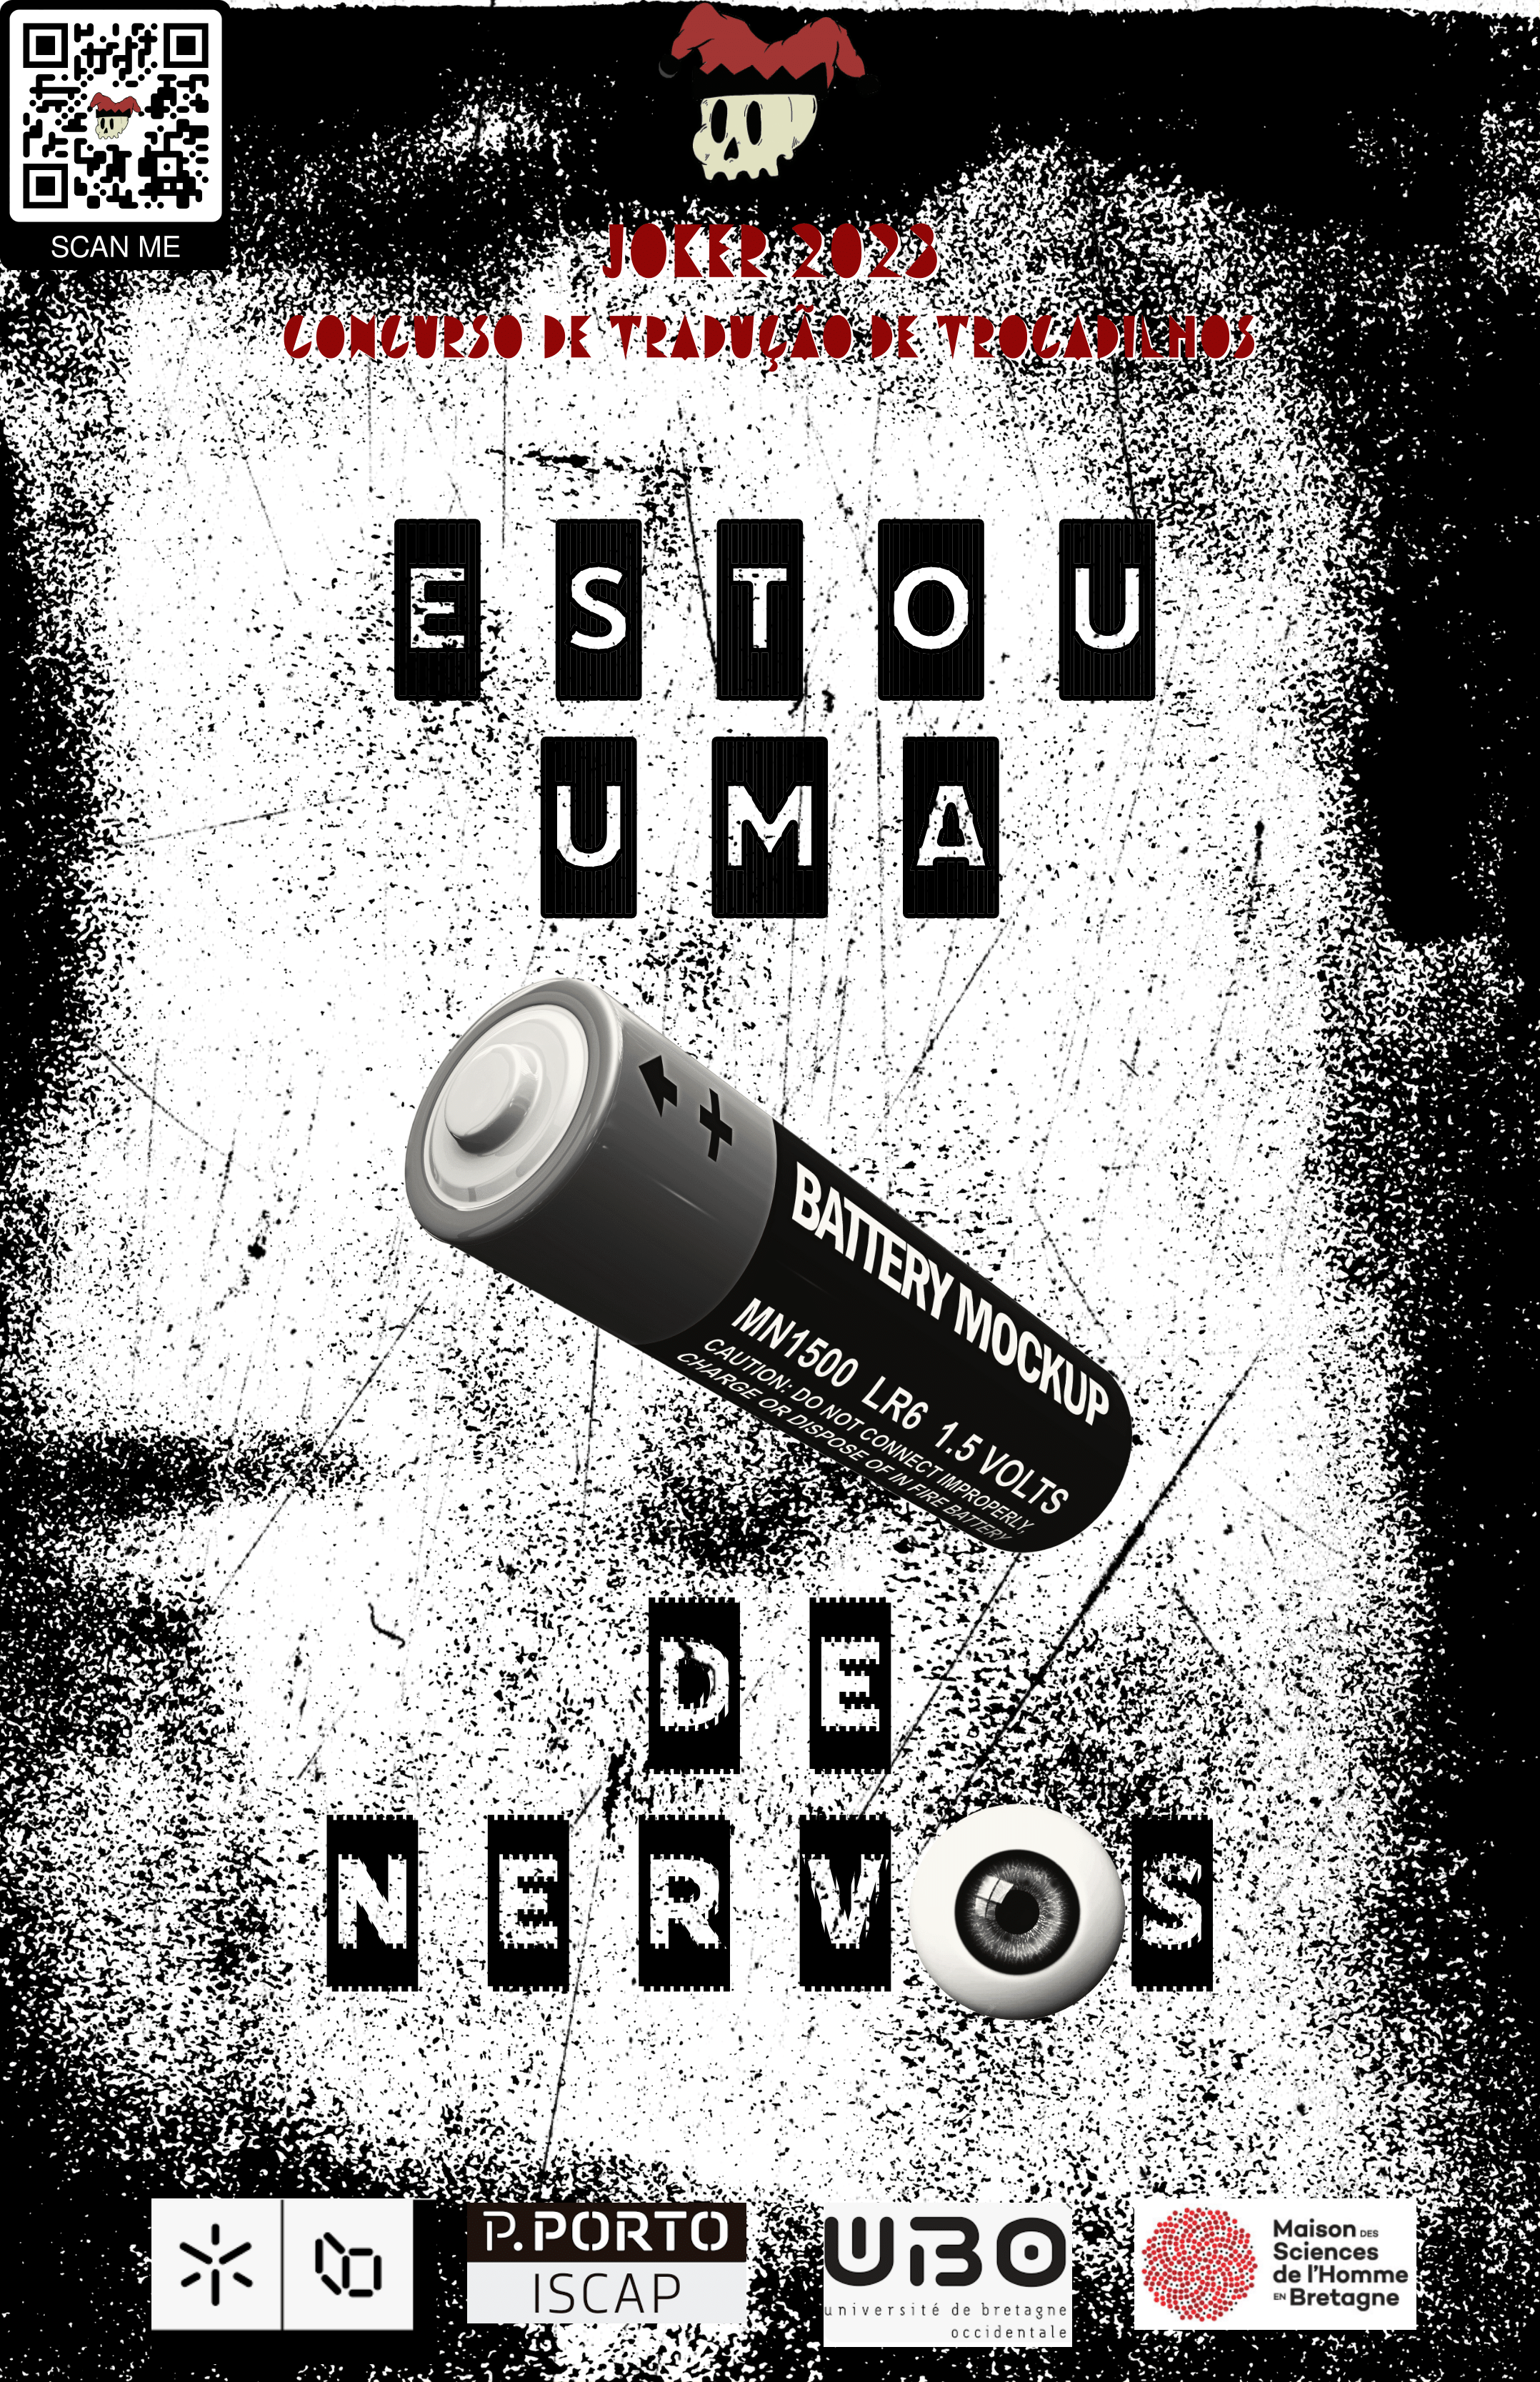 SCAN ME
JOKER 2023
CONCURSO DE TRADUÇÃO DE TROCADILHOS
ESTOU
UMA
BATTERY MOCKUP
MN1500 LR6 1.5 VOLTS
CAUTION: DO NOT CONNECT IMPROPERLY,
CHARGE OR DISPOSE OF IN FIRE BATTERY
DE
NERV S
P.PORTO
ISCAP
UBO
université de bretagne
occidentale
Maison DES
Sciences
de l'Homme
EN Bretagne